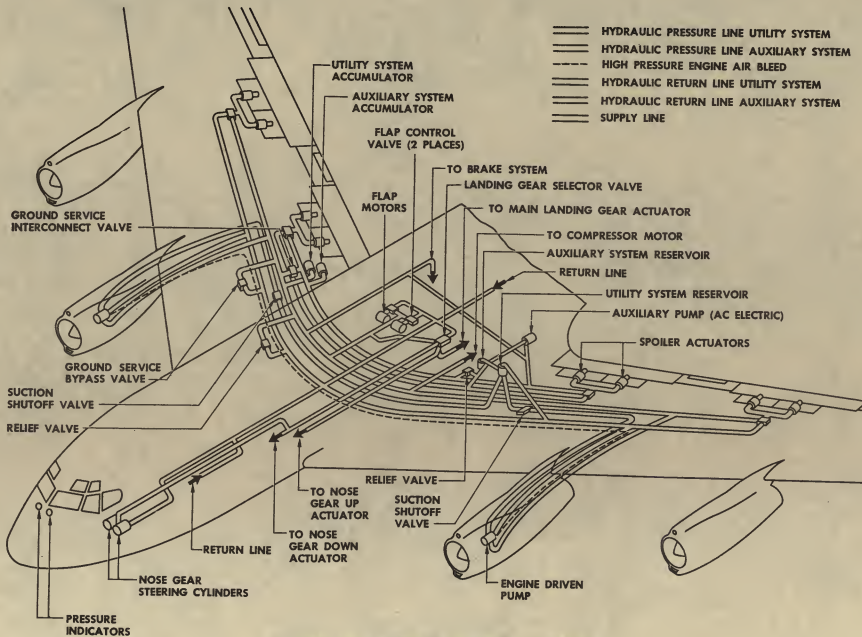 HYDRAULIC PRESSURE LINE UTILITY SYSTEM
HYDRAULIC PRESSURE LINE AUXILIARY SYSTEM
HIGH PRESSURE ENGINE AIR BLEED
HYDRAULIC RETURN LINE UTILITY SYSTEM
HYDRAULIC RETURN LINE AUXILIARY SYSTEM
SUPPLY LINE
UTILITY SYSTEM
ACCUMULATOR
AUXILIARY SYSTEM
ACCUMULATOR
FLAP CONTROL
VALVE (2 PLACES)
TO BRAKE SYSTEM
LANDING GEAR SELECTOR VALVE
FLAP
MOTORS
TO MAIN LANDING GEAR ACTUATOR
GROUND SERVICE
INTERCONNECT VALVE
TO COMPRESSOR MOTOR
AUXILIARY SYSTEM RESERVOIR
RETURN LINE
UTILITY SYSTEM RESERVOIR
AUXILIARY PUMP (AC ELECTRIC)
SPOILER ACTUATORS
GROUND SERVICE
BYPASS VALVE
SUCTION
SHUTOFF VALVE
RELIEF VALVE
RELIEF VALVE
SUCTION
SHUTOFF
VALVE
TO NOSE
GEAR UP
ACTUATOR
TO NOSE
GEAR DOWN
ACTUATOR
RETURN LINE
NOSE GEAR
STEERING CYLINDERS
ENGINE DRIVEN
PUMP
PRESSURE
INDICATORS